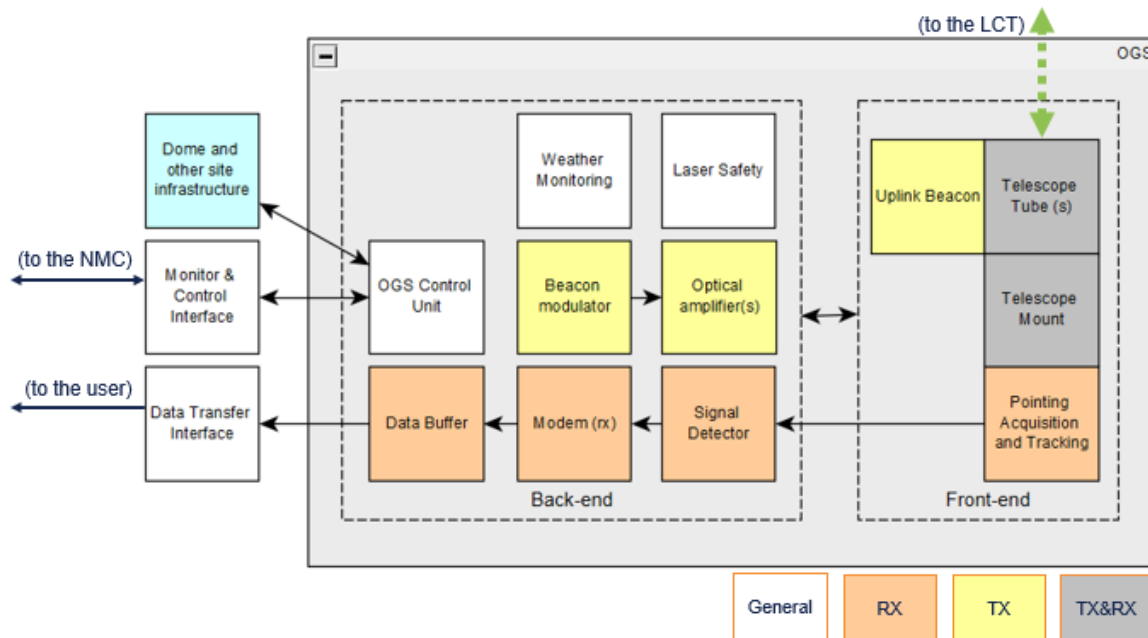 (to the LCT)
OGS
Dome and
other site
infrastructure
Weather
Monitoring
Laser Safety
Uplink Beacon
Telescope
Tube (s)
(to the NMC)
Monitor &
Control
Interface
OGS Control
Unit
Beacon
modulator
Optical
amplifier(s)
Telescope
Mount
(to the user)
Data Transfer
Interface
Data Buffer
Modem (rx)
Signal
Detector
Pointing
Acquisition
and Tracking
Back-end
Front-end
General
RX
TX
TX&RX